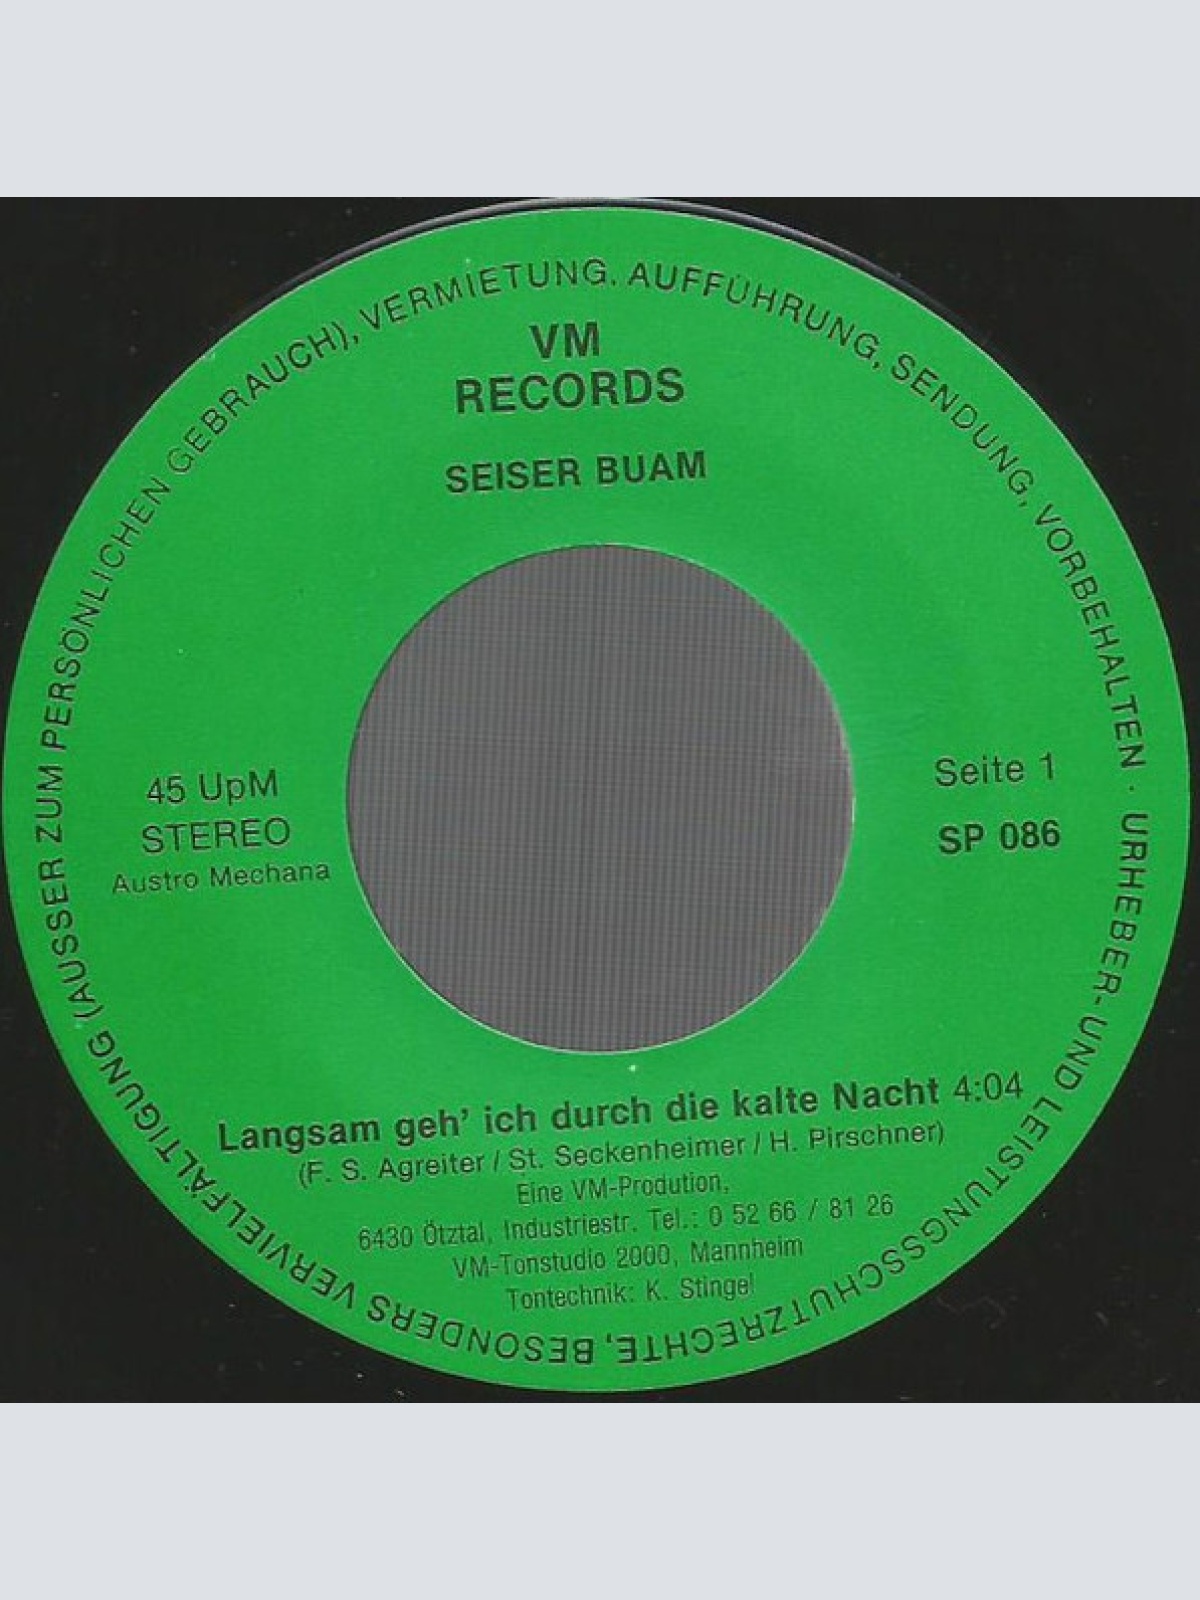 VM
RECORDS
SEISER BUAM
45 UpM
STEREO
Austro Mechana
Seite 1
SP 086
Langsam geh' ich durch die kalte Nacht 4:04
(F. S. Agreiter / St. Seckenheimer / H. Pirschner)
Eine VM-Prodution,
6430 Ötztal, Industriestr. Tel.: 0 52 66 / 81 26
VM-Tonstudio 2000, Mannheim
Tontechnik: K. Stingel
URHEBER-UND LEISTUNGSSCHUTZRECHTE, BESONDERS VERVIELFÄLTIGUNG (AUSSER ZUM PERSÖNLICHEN GEBRAUCH), VERMIETUNG. AUFFÜHRUNG, SENDUNG, VORBEHALTEN ·